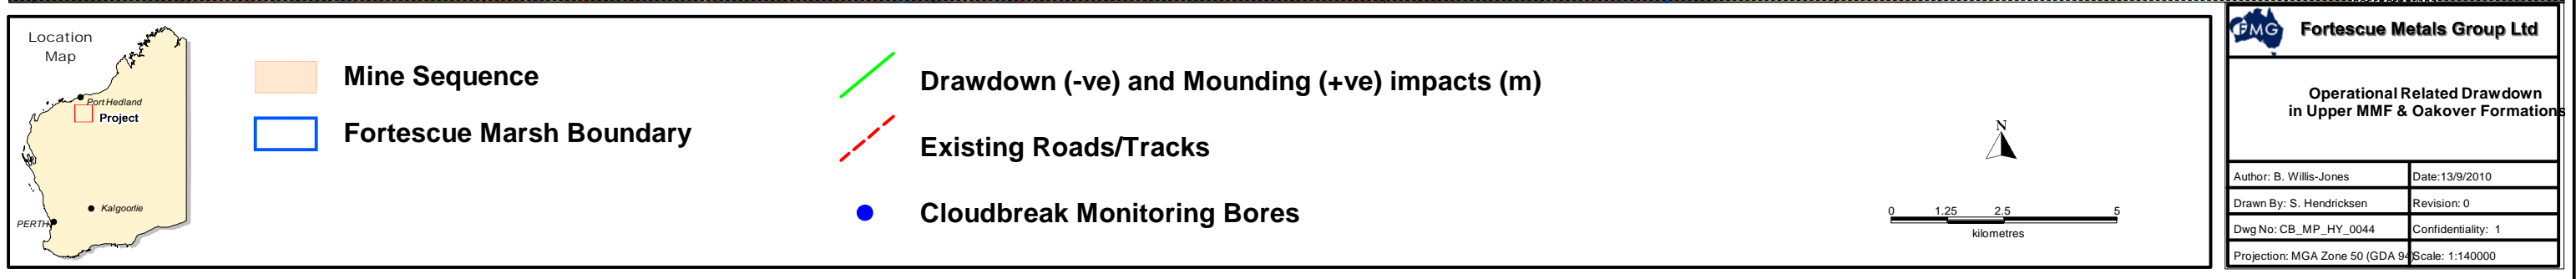 Location
Map
Port Hedland
Project
Kalgoorlie
PERTH
Mine Sequence
Fortescue Marsh Boundary
Drawdown (-ve) and Mounding (+ve) impacts (m)
Existing Roads/Tracks
Cloudbreak Monitoring Bores
N
0 1.25 2.5 5
kilometres
FMG
Fortescue Metals Group Ltd
Operational Related Drawdown
in Upper MMF & Oakover Formations
Author: B. Willis-Jones Date:13/9/2010
Drawn By: S. Hendricksen Revision: 0
Dwg No: CB_MP_HY_0044 Confidentiality: 1
Projection: MGA Zone 50 (GDA 94) Scale: 1:140000